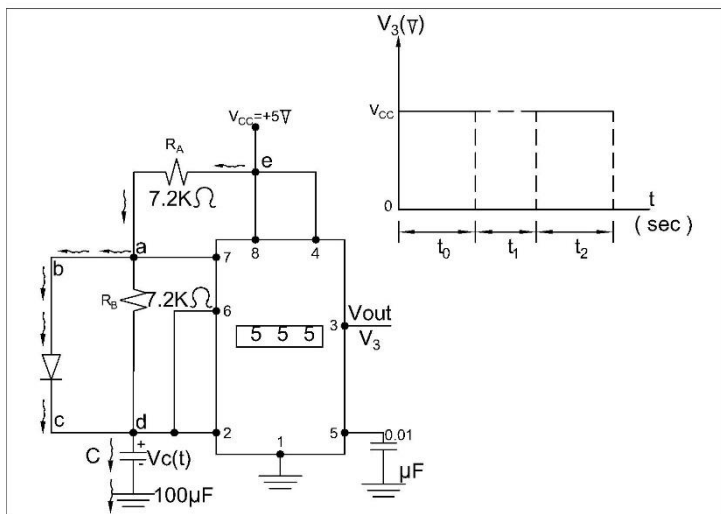 V3(V̅)
VCC
0
t
( sec )
t0
t1
t2
VCC=+5V̅
RA
e
7.2KΩ
a
b
7
8
4
RB
7.2KΩ
6
5 5 5
3
Vout
V3
c
d
2
1
5
0.01
μF
C
+
-
Vc(t)
100μF